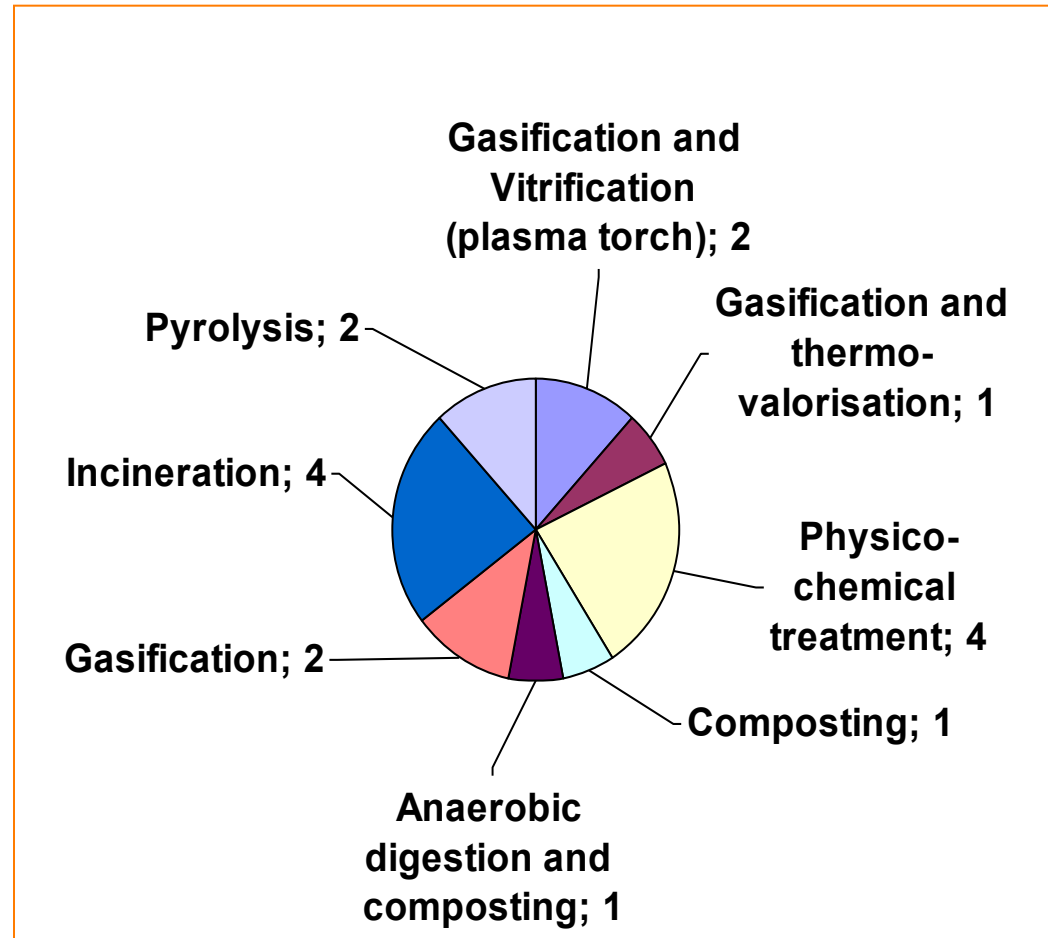 Gasification and
Vitrification
(plasma torch); 2
Gasification and
thermo-
valorisation; 1
Physico-
chemical
treatment; 4
Composting; 1
Anaerobic
digestion and
composting; 1
Gasification; 2
Incineration; 4
Pyrolysis; 2